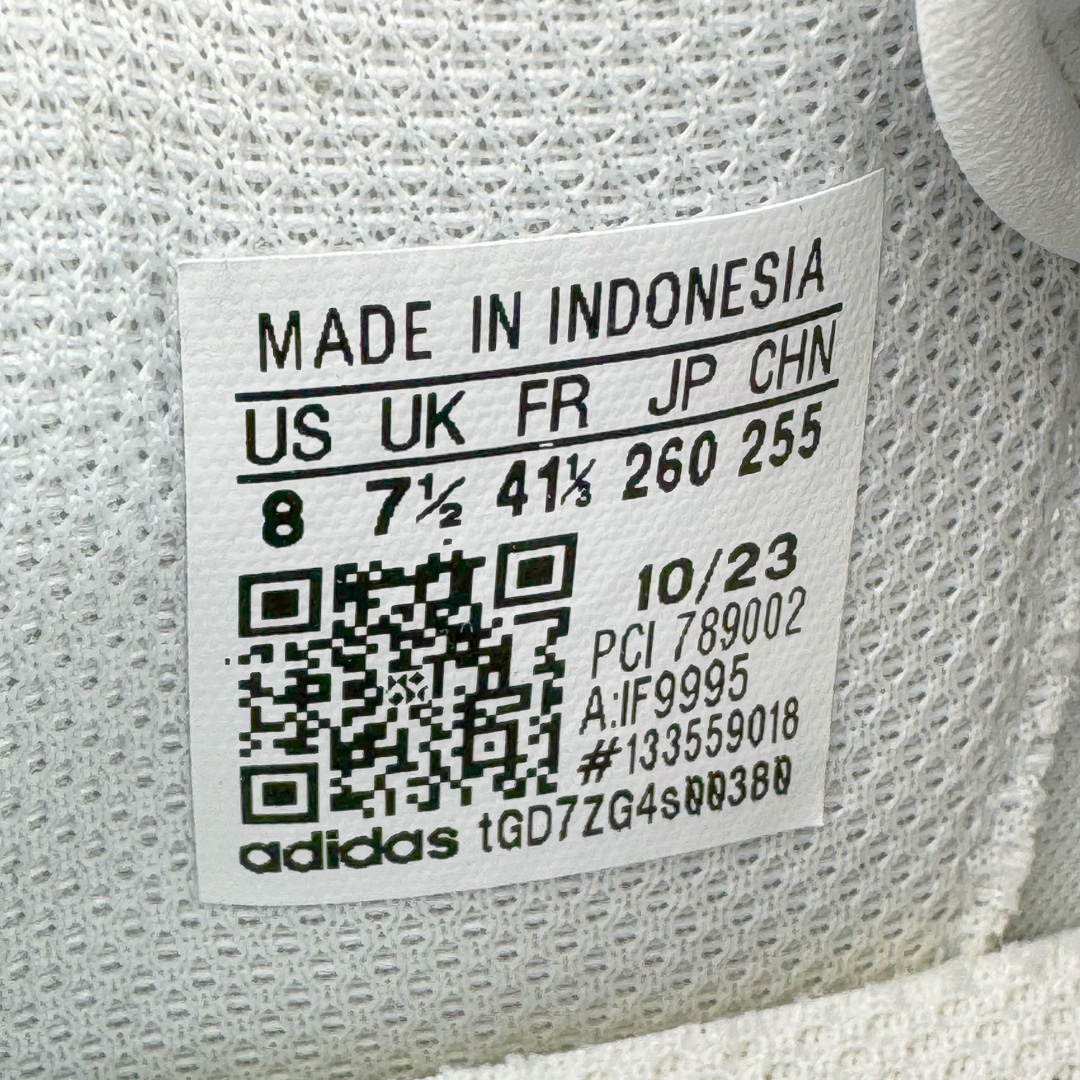 MADE IN INDONESIA
US UK FR JP CHN
8 7½ 41⅓ 260 255
10/23
PCI 789002
A:IF9995
#133559018
adidas tGD7ZG4s00380